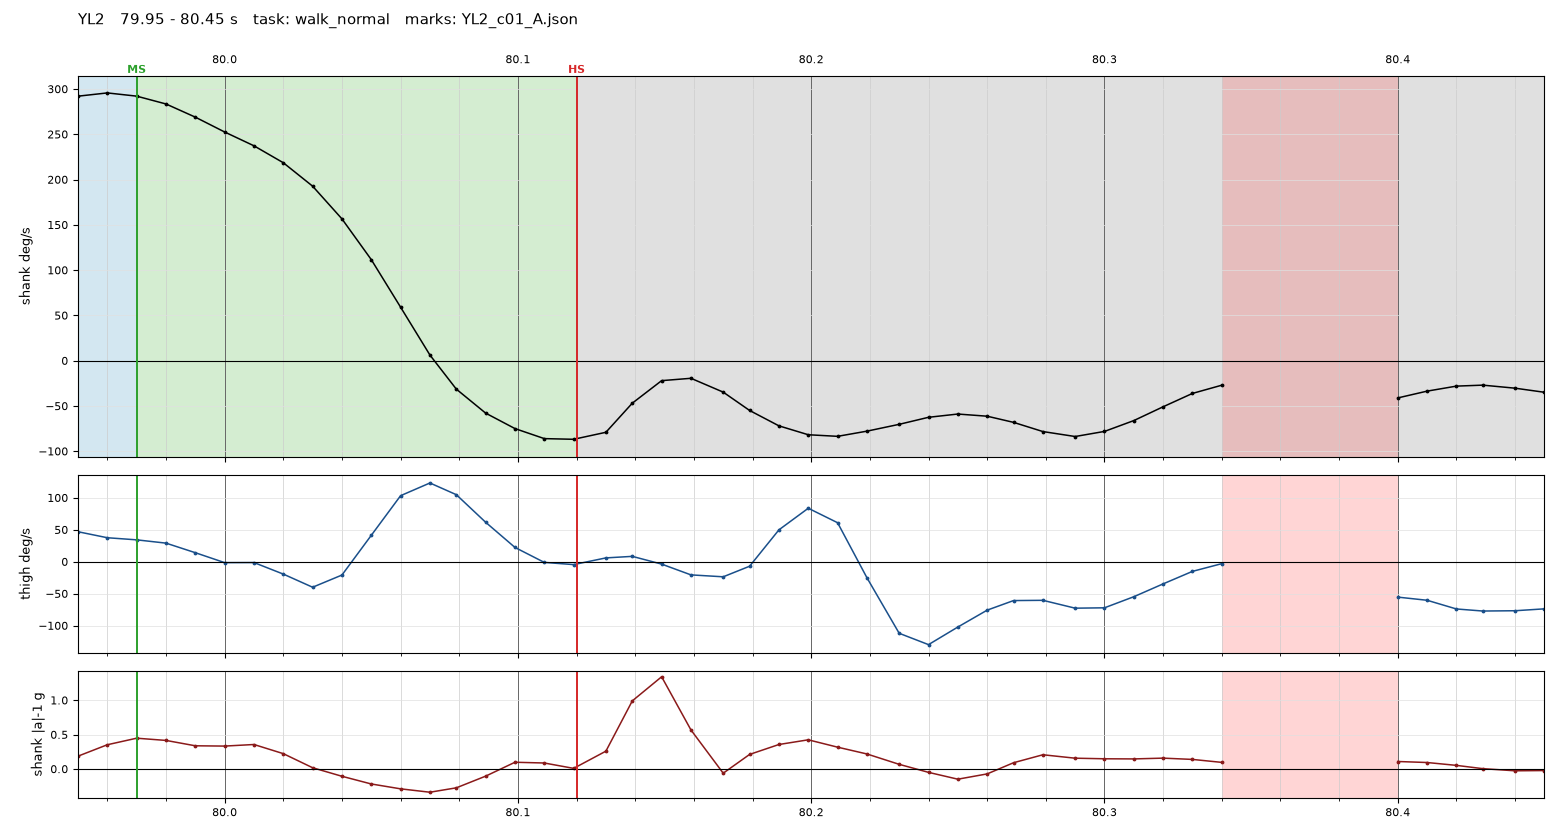 YL2   79.95 - 80.45 s   task: walk_normal   marks: YL2_c01_A.json
80.0 80.1 80.2 80.3 80.4
MS HS
shank deg/s
300
250
200
150
100
50
0
−50
−100
thigh deg/s
100
50
0
−50
−100
shank |a|-1 g
1.0
0.5
0.0
80.0 80.1 80.2 80.3 80.4